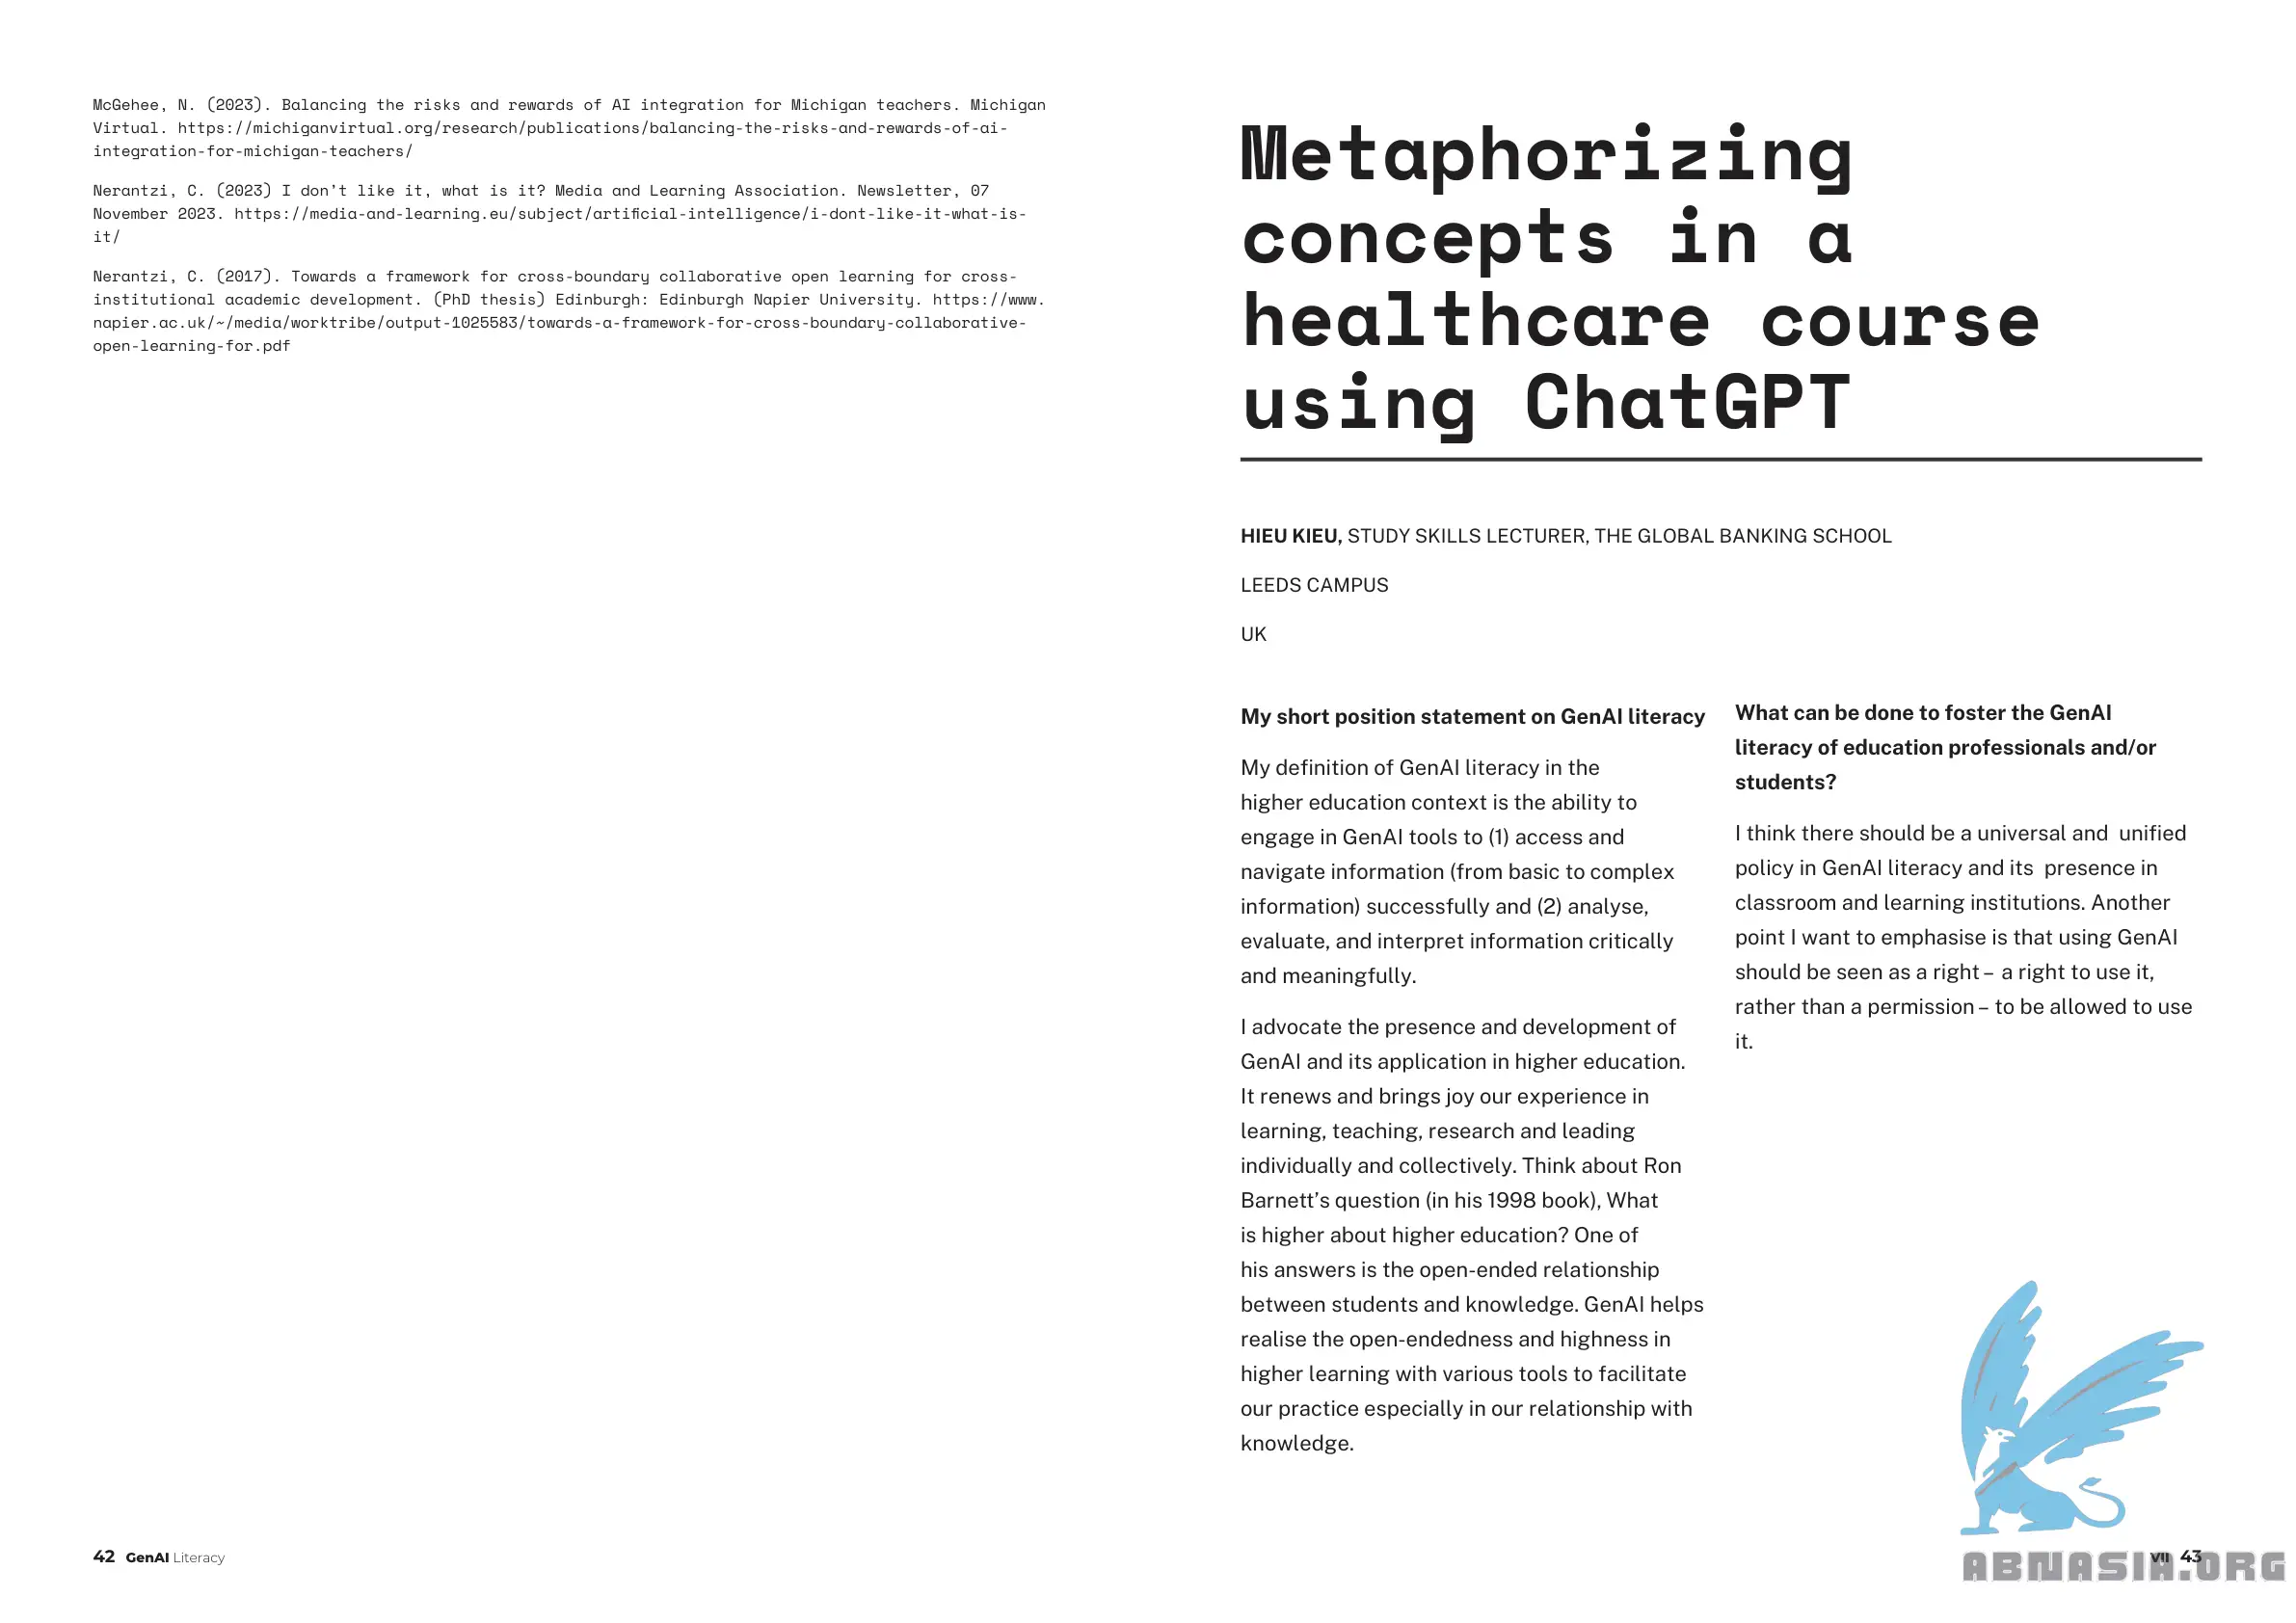 McGehee, N. (2023). Balancing the risks and rewards of AI integration for Michigan teachers. Michigan
Virtual. https://michiganvirtual.org/research/publications/balancing-the-risks-and-rewards-of-ai-
integration-for-michigan-teachers/
Nerantzi, C. (2023) I don't like it, what is it? Media and Learning Association. Newsletter, 07
November 2023. https://media-and-learning.eu/subject/artificial-intelligence/i-dont-like-it-what-is-
it/
Nerantzi, C. (2017). Towards a framework for cross-boundary collaborative open learning for cross-
institutional academic development. (PhD thesis) Edinburgh: Edinburgh Napier University. https://www.
napier.ac.uk/~/media/worktribe/output-1025583/towards-a-framework-for-cross-boundary-collaborative-
open-learning-for.pdf
42 GenAI Literacy
Metaphorizing
concepts in a
healthcare course
using ChatGPT
HIEU KIEU, STUDY SKILLS LECTURER, THE GLOBAL BANKING SCHOOL
LEEDS CAMPUS
UK
My short position statement on GenAI literacy
My definition of GenAI literacy in the
higher education context is the ability to
engage in GenAI tools to (1) access and
navigate information (from basic to complex
information) successfully and (2) analyse,
evaluate, and interpret information critically
and meaningfully.
I advocate the presence and development of
GenAI and its application in higher education.
It renews and brings joy our experience in
learning, teaching, research and leading
individually and collectively. Think about Ron
Barnett's question (in his 1998 book), What
is higher about higher education? One of
his answers is the open-ended relationship
between students and knowledge. GenAI helps
realise the open-endedness and highness in
higher learning with various tools to facilitate
our practice especially in our relationship with
knowledge.
What can be done to foster the GenAI
literacy of education professionals and/or
students?
I think there should be a universal and unified
policy in GenAI literacy and its presence in
classroom and learning institutions. Another
point I want to emphasise is that using GenAI
should be seen as a right – a right to use it,
rather than a permission – to be allowed to use
it.
VII 43
ABNASIA.ORG